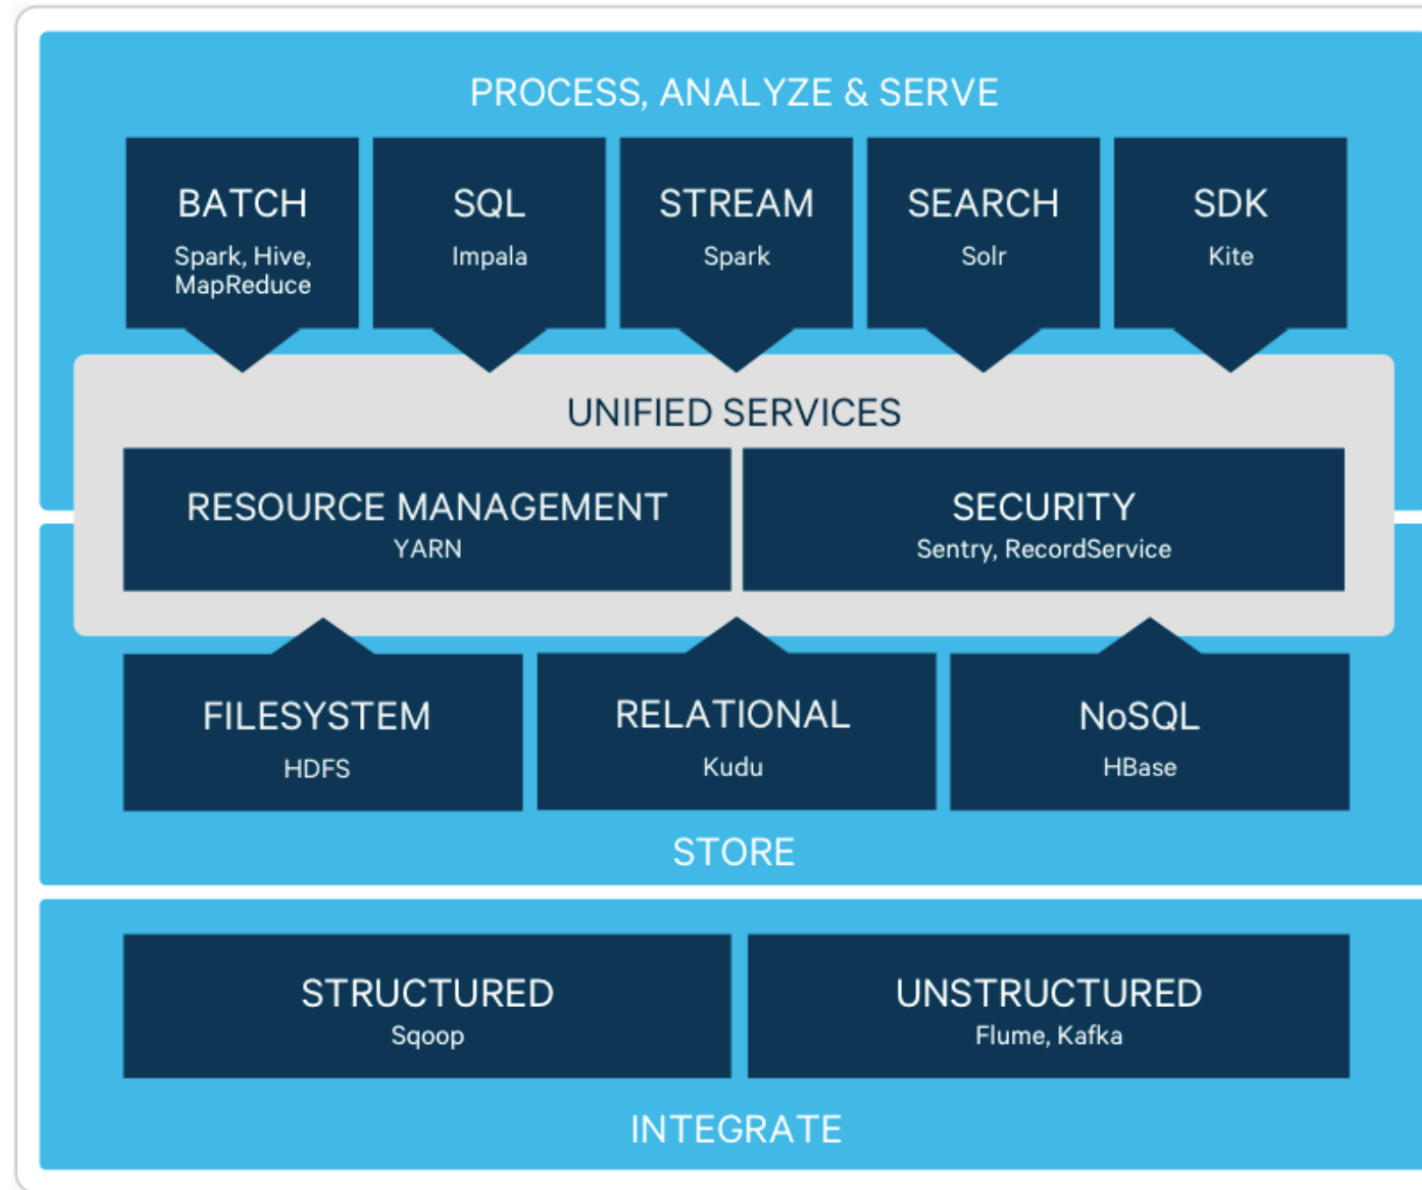 PROCESS, ANALYZE & SERVE
BATCH
Spark, Hive,
MapReduce
SQL
Impala
STREAM
Spark
SEARCH
Solr
SDK
Kite
UNIFIED SERVICES
RESOURCE MANAGEMENT
YARN
SECURITY
Sentry, RecordService
FILESYSTEM
HDFS
RELATIONAL
Kudu
NoSQL
HBase
STORE
STRUCTURED
Sqoop
UNSTRUCTURED
Flume, Kafka
INTEGRATE